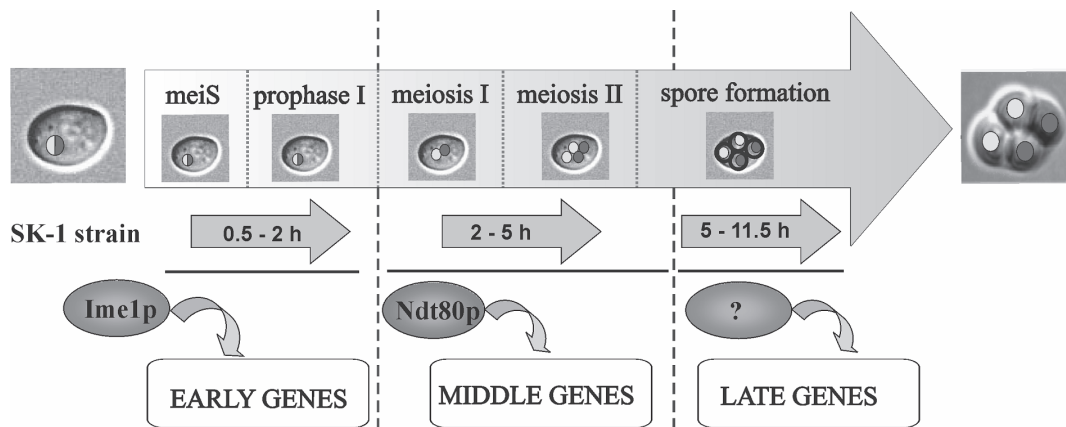 meiS
prophase I
meiosis I
meiosis II
spore formation
SK-1 strain
0.5 - 2 h
2 - 5 h
5 - 11.5 h
Ime1p
Ndt80p
?
EARLY GENES
MIDDLE GENES
LATE GENES